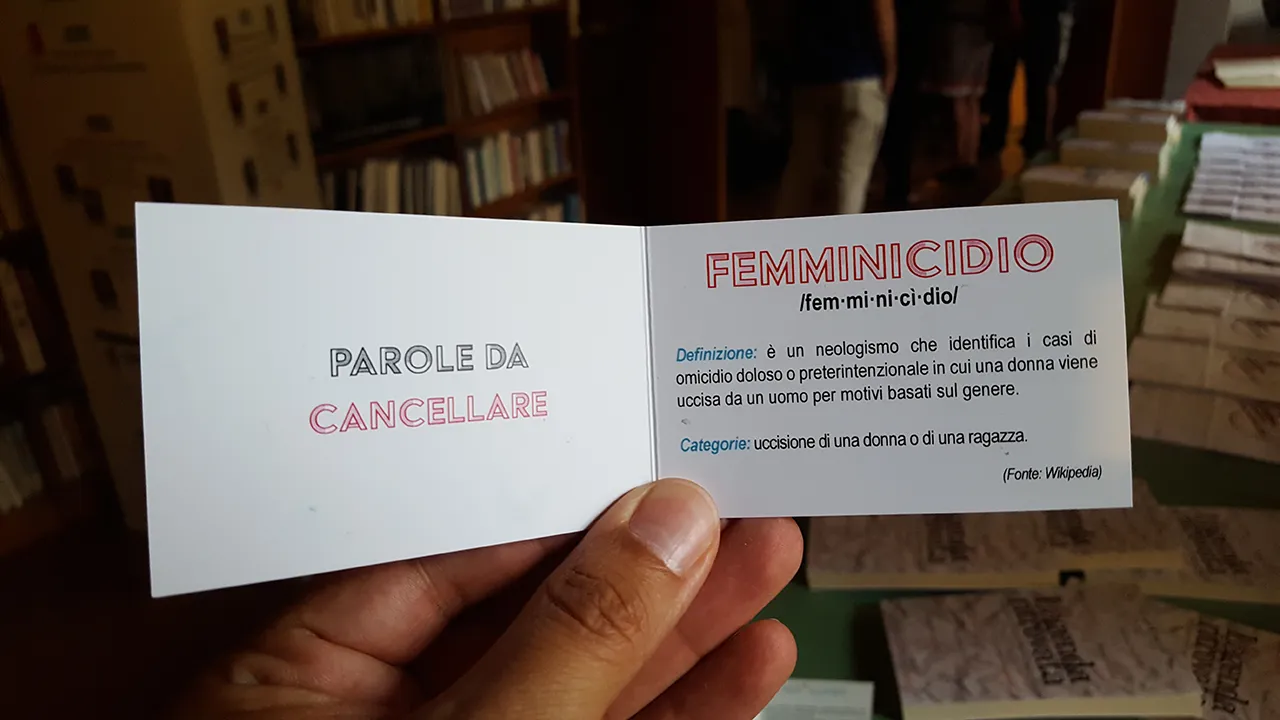 PAROLE DA
CANCELLARE
FEMMINICIDIO
/fem·mi·ni·cì·dio/
Definizione: è un neologismo che identifica i casi di
omicidio doloso o preterintenzionale in cui una donna viene
uccisa da un uomo per motivi basati sul genere.
Categorie: uccisione di una donna o di una ragazza.
(Fonte: Wikipedia)